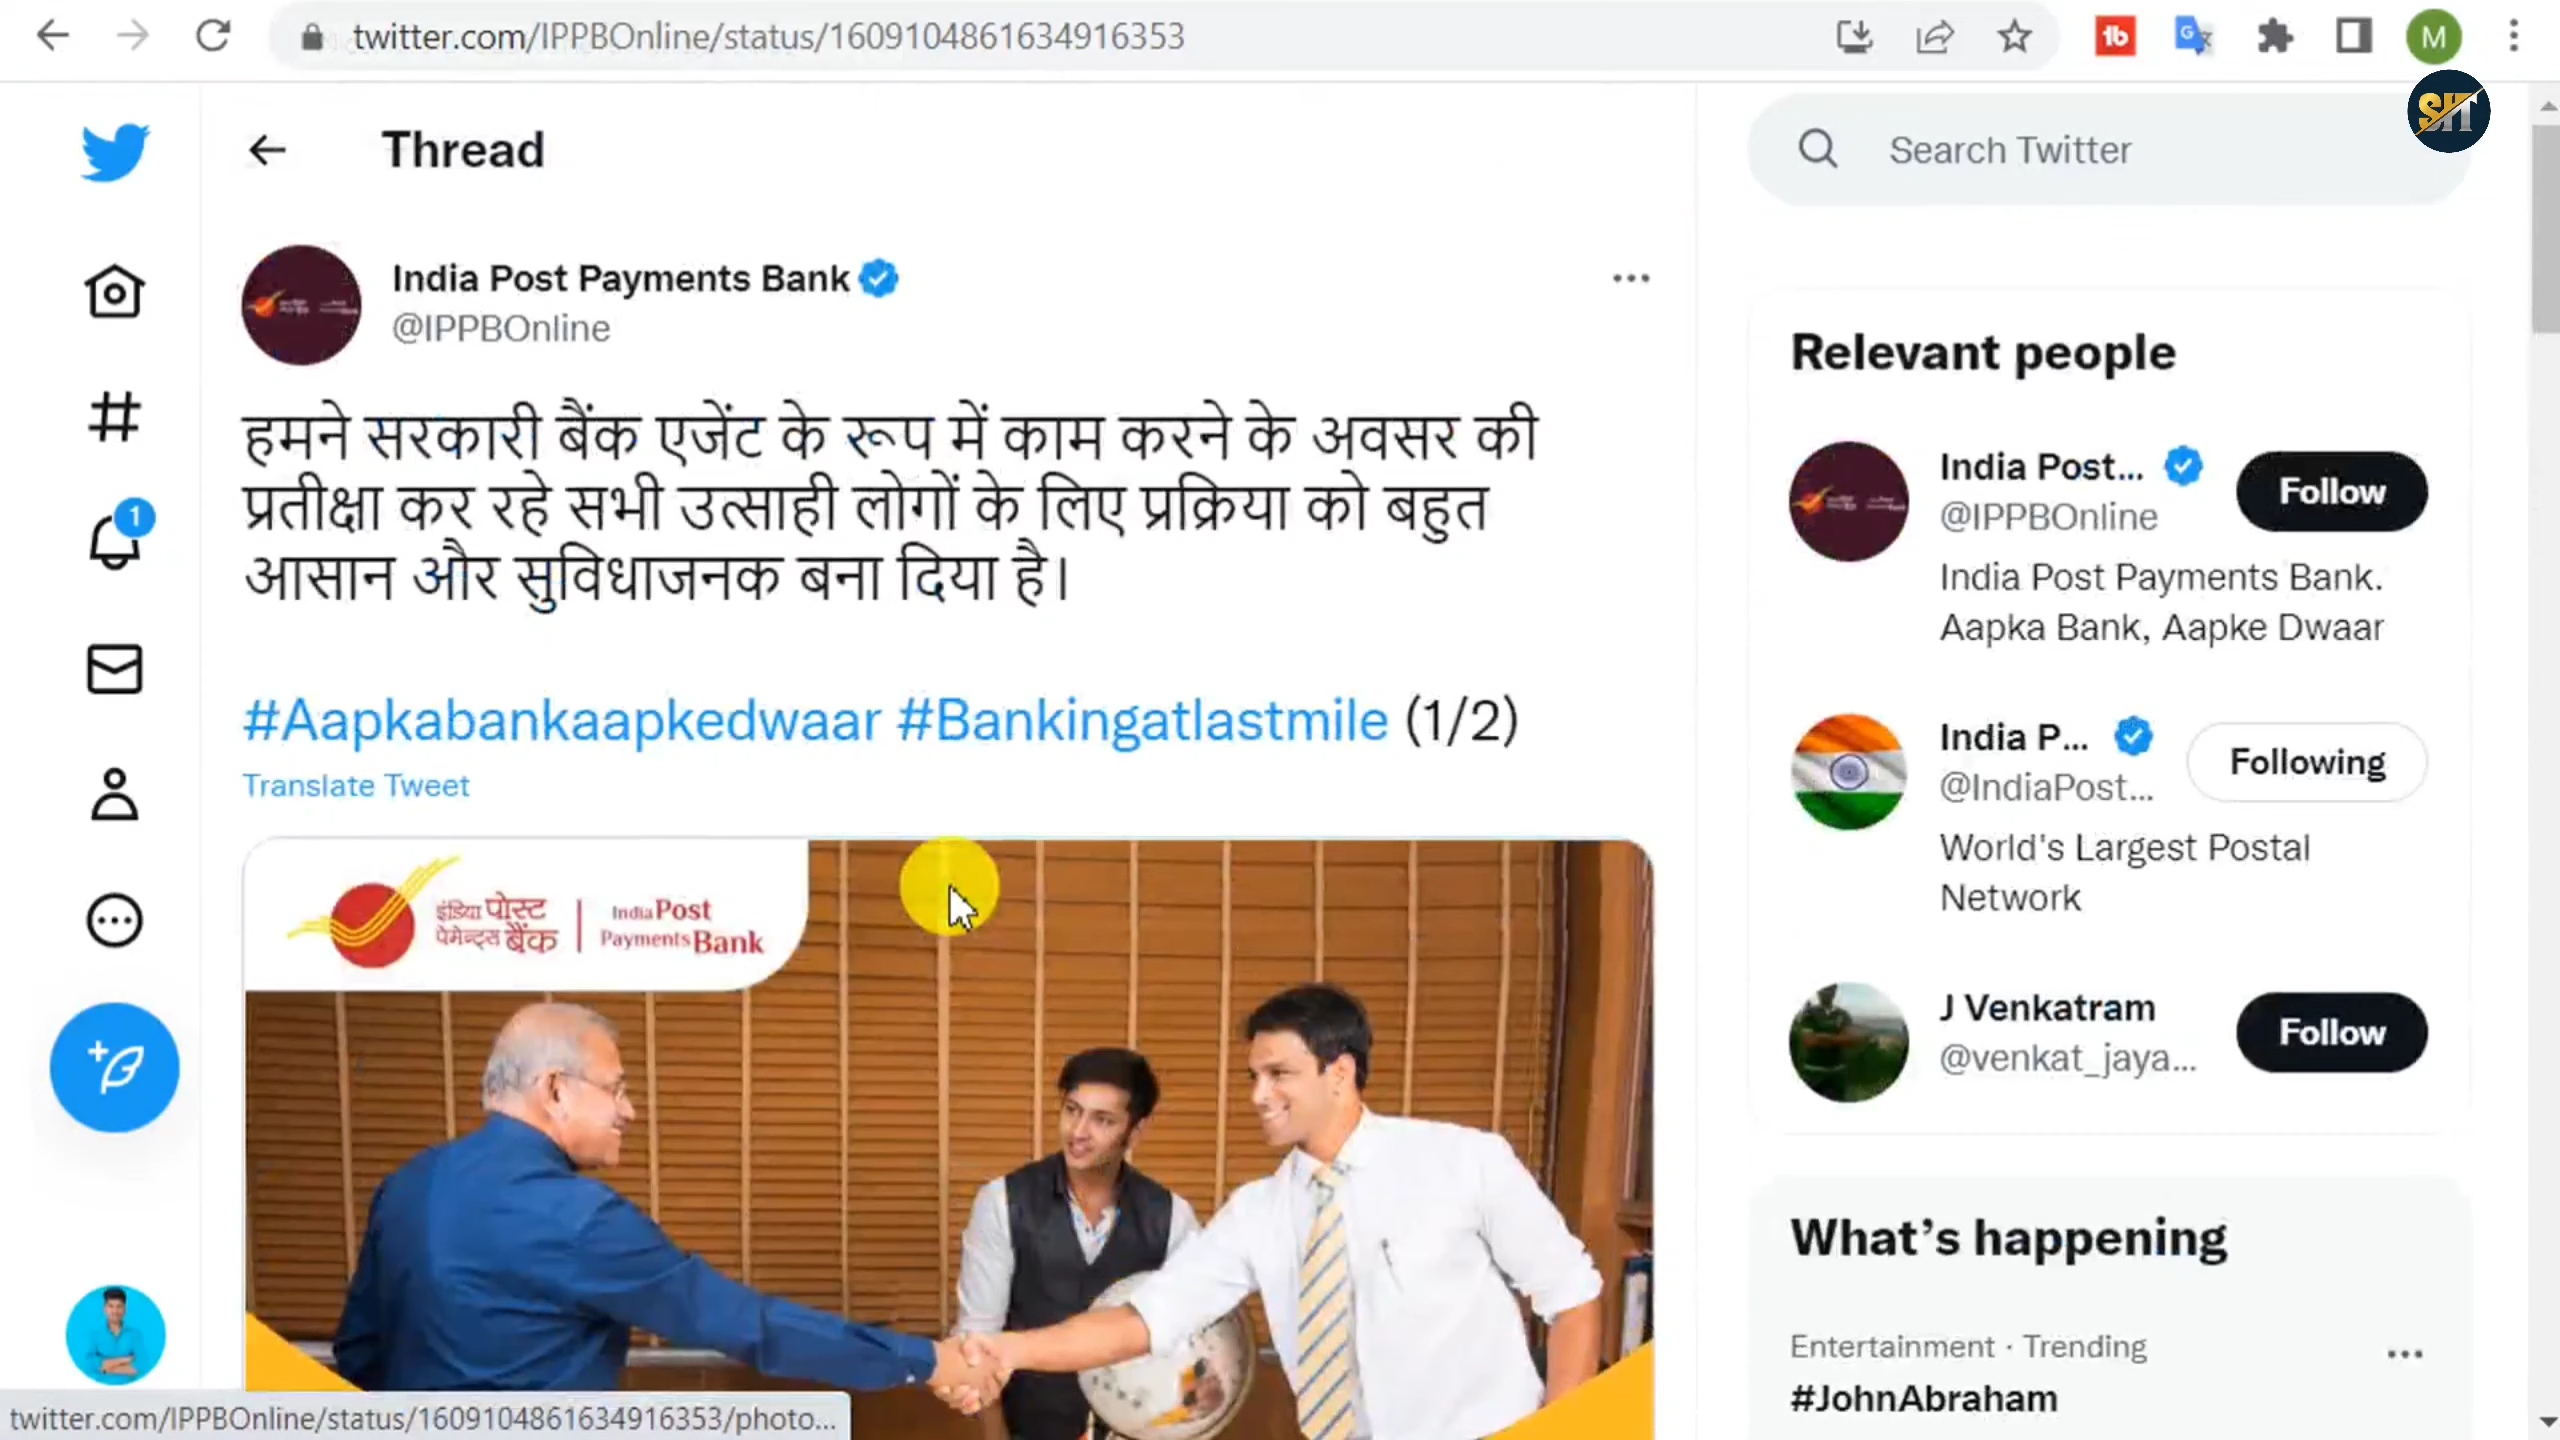 twitter.com/IPPBOnline/status/1609104861634916353
M
SHT
Thread
Search Twitter
India Post Payments Bank
@IPPBOnline
हमने सरकारी बैंक एजेंट के रूप में काम करने के अवसर की
प्रतीक्षा कर रहे सभी उत्साही लोगों के लिए प्रक्रिया को बहुत
आसान और सुविधाजनक बना दिया है।
#Aapkabankaapkedwaar #Bankingatlastmile (1/2)
Translate Tweet
इंडिया पोस्ट
पेमेन्ट्स बैंक
India Post
Payments Bank
1
Relevant people
India Post...
@IPPBOnline
Follow
India Post Payments Bank.
Aapka Bank, Aapke Dwaar
India P...
@IndiaPost...
Following
World's Largest Postal
Network
J Venkatram
@venkat_jaya...
Follow
What's happening
Entertainment · Trending
#JohnAbraham
twitter.com/IPPBOnline/status/1609104861634916353/photo...